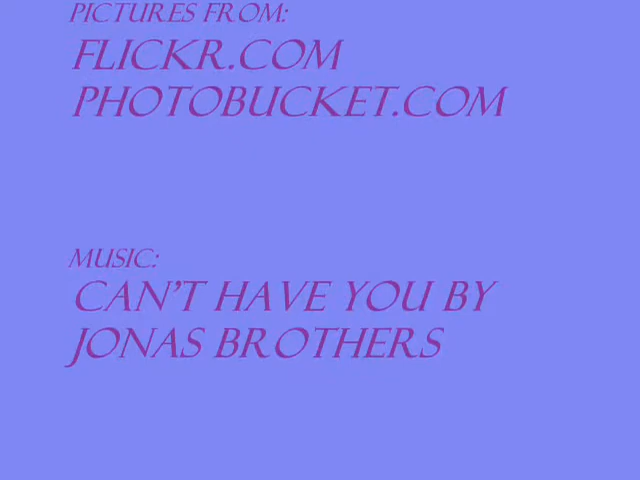 PICTURES FROM:
FLICKR.COM
PHOTOBUCKET.COM
MUSIC:
CAN'T HAVE YOU BY
JONAS BROTHERS